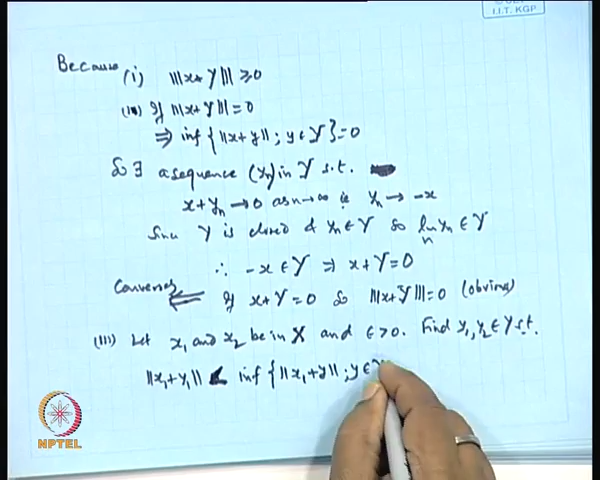 I.I.T. KGP
Because (i) |||x+Y||| ≥ 0
(ii) If |||x+Y||| = 0
⇒ inf { ||x+y|| ; y ∈ Y } = 0
So ∃ a sequence (yn) in Y s.t.
x + yn → 0 as n → ∞ ie yn → -x
Since Y is closed & yn ∈ Y so lim yn ∈ Y
n
∴ -x ∈ Y ⇒ x+Y = 0
Conversely ⇐ If x+Y = 0 So |||x+Y||| = 0 (obvious)
(III) Let x1 and x2 be in X and ε > 0. Find y1, y2 ∈ Y s.t.
||x1+y1|| < inf { ||x1+y|| ; y ∈ Y
NPTEL